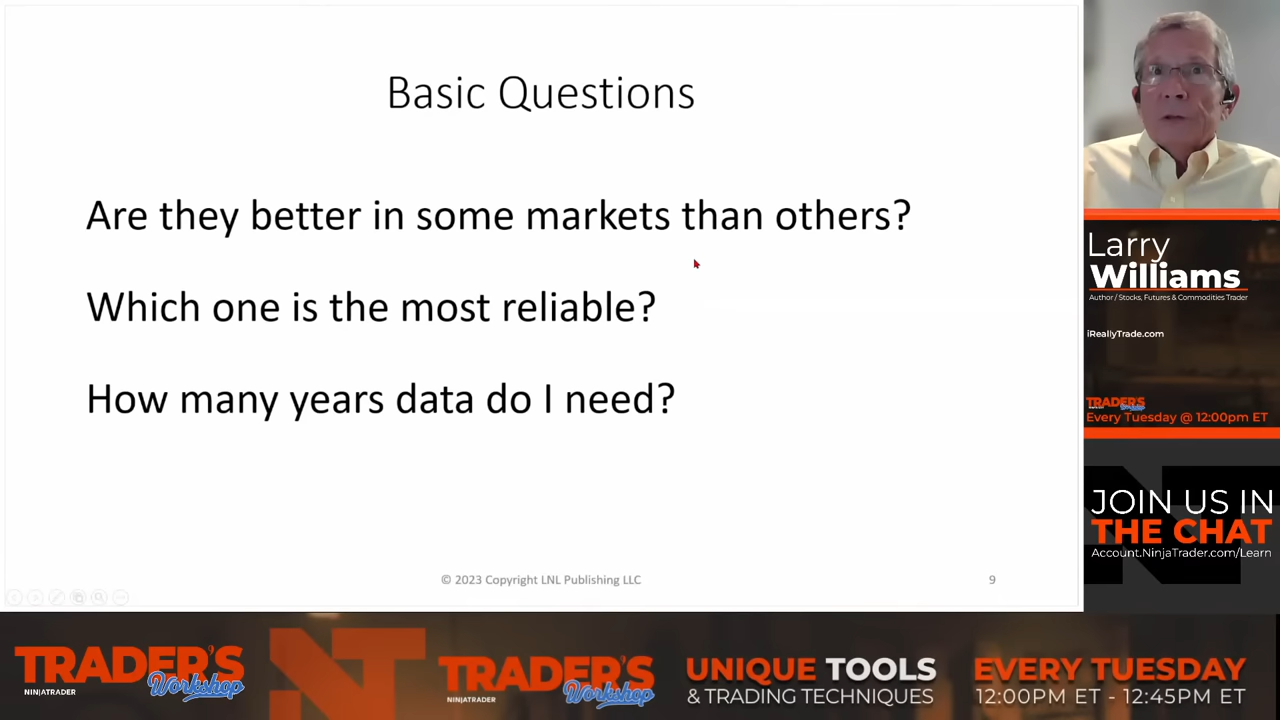 Basic Questions
Are they better in some markets than others?
Which one is the most reliable?
How many years data do I need?
© 2023 Copyright LNL Publishing LLC
9
Larry
Williams
Author / Stocks, Futures & Commodities Trader
iReallyTrade.com
TRADER'S
Workshop
Every Tuesday @ 12:00pm ET
JOIN US IN
THE CHAT
Account.NinjaTrader.com/Learn
TRADER'S
NINJATRADER
Workshop
TRADER'S
NINJATRADER
Workshop
UNIQUE TOOLS
& TRADING TECHNIQUES
EVERY TUESDAY
12:00PM ET - 12:45PM ET